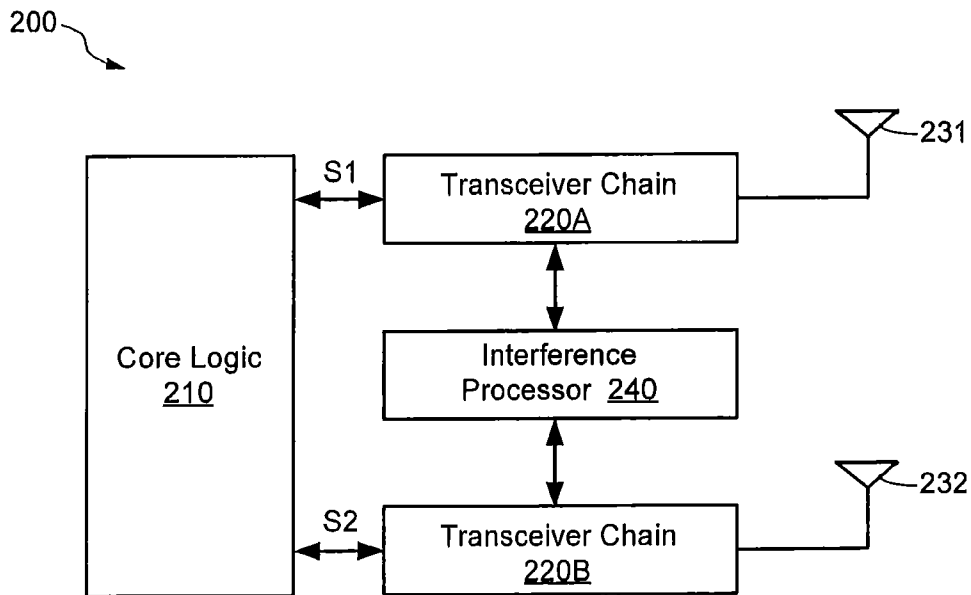 200
231
S1
Transceiver Chain
220A
Core Logic
210
Interference
Processor 240
232
S2
Transceiver Chain
220B